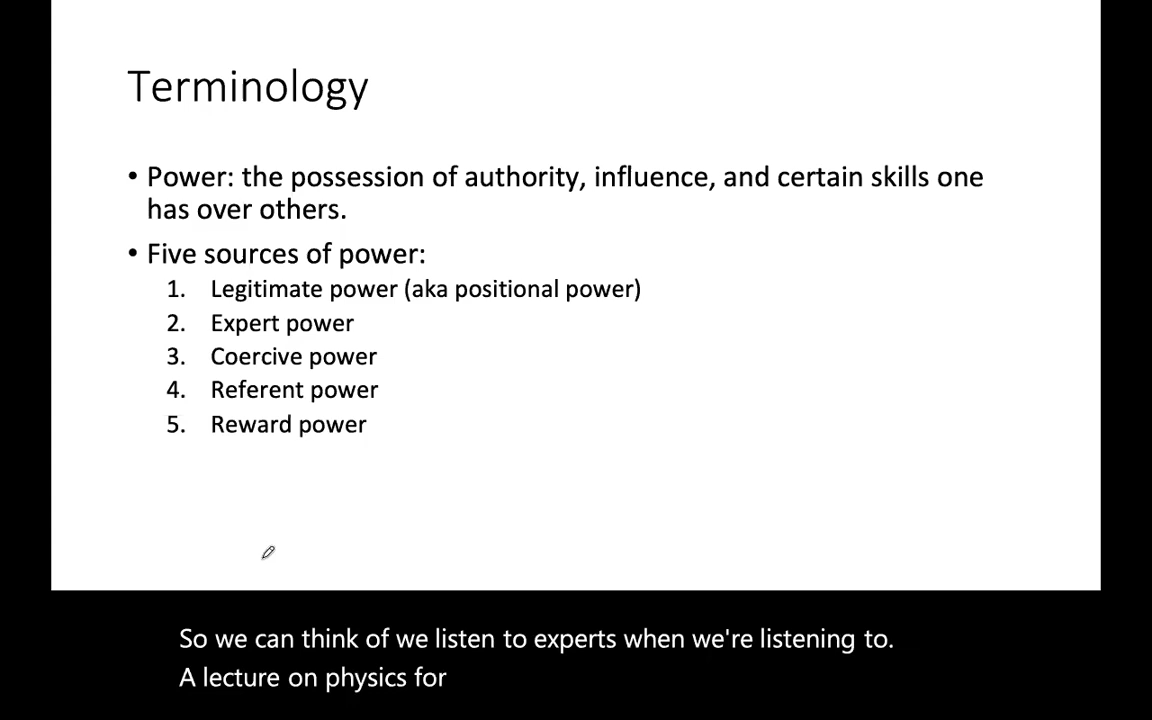 Terminology
• Power: the possession of authority, influence, and certain skills one
has over others.
• Five sources of power:
1. Legitimate power (aka positional power)
2. Expert power
3. Coercive power
4. Referent power
5. Reward power
So we can think of we listen to experts when we're listening to.
A lecture on physics for